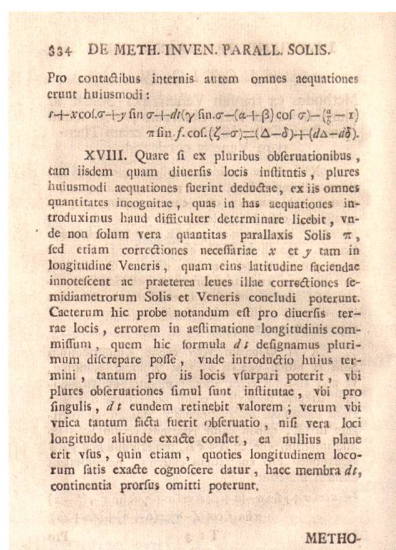 334 DE METH. INVEN. PARALL. SOLIS.
Pro contactibus internis autem omnes aequationes
erunt huiusmodi:
t+x cos.σ+y sin σ+dt(γ sin.σ−(α+β) cos σ)−(a/b−1)
π sin. f. cos.(ζ−σ)=(Δ−δ)+(dΔ−dδ).
XVIII. Quare si ex pluribus obseruationibus,
tam iisdem quam diuersis locis institutis, plures
huiusmodi aequationes fuerint deductae, ex iis omnes
quantitates incognitae, quas in has aequationes in-
troduximus haud difficulter determinare licebit, vn-
de non solum vera quantitas parallaxis Solis π,
sed etiam correctiones necessariae x et y tam in
longitudine Veneris, quam eius latitudine faciendae
innotescent ac praeterea leues illae correctiones se-
midiametrorum Solis et Veneris concludi poterunt.
Caeterum hic probe notandum est pro diuersis ter-
rae locis, errorem in aestimatione longitudinis com-
missum, quem hic formula dt designamus pluri-
mum discrepare posse, vnde introductio huius ter-
mini, tantum pro iis locis vsurpari poterit, vbi
plures obseruationes simul sunt institutae, vbi pro
singulis, dt eundem retinebit valorem; verum vbi
vnica tantum facta fuerit obseruatio, nisi vera loci
longitudo aliunde exacte constet, ea nullius plane
erit vsus, quin etiam, quoties longitudinem loco-
rum satis exacte cognoscere datur, haec membra dt,
continentia prorsus omitti poterunt.
METHO-